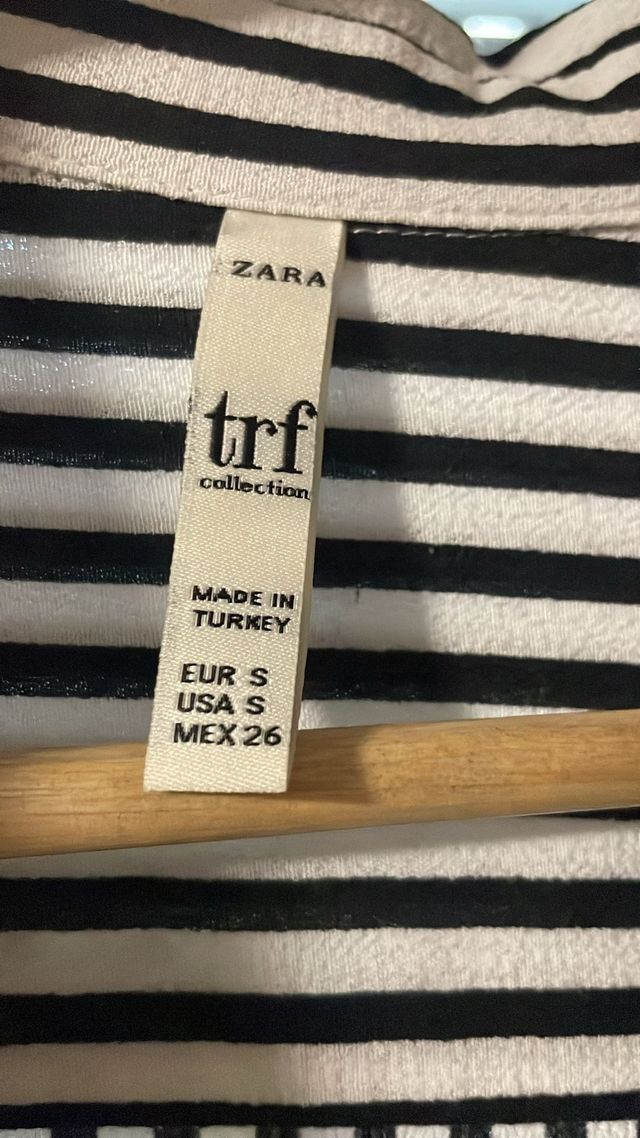 ZARA
trf
collection
MADE IN
TURKEY
EUR S
USA S
MEX 26